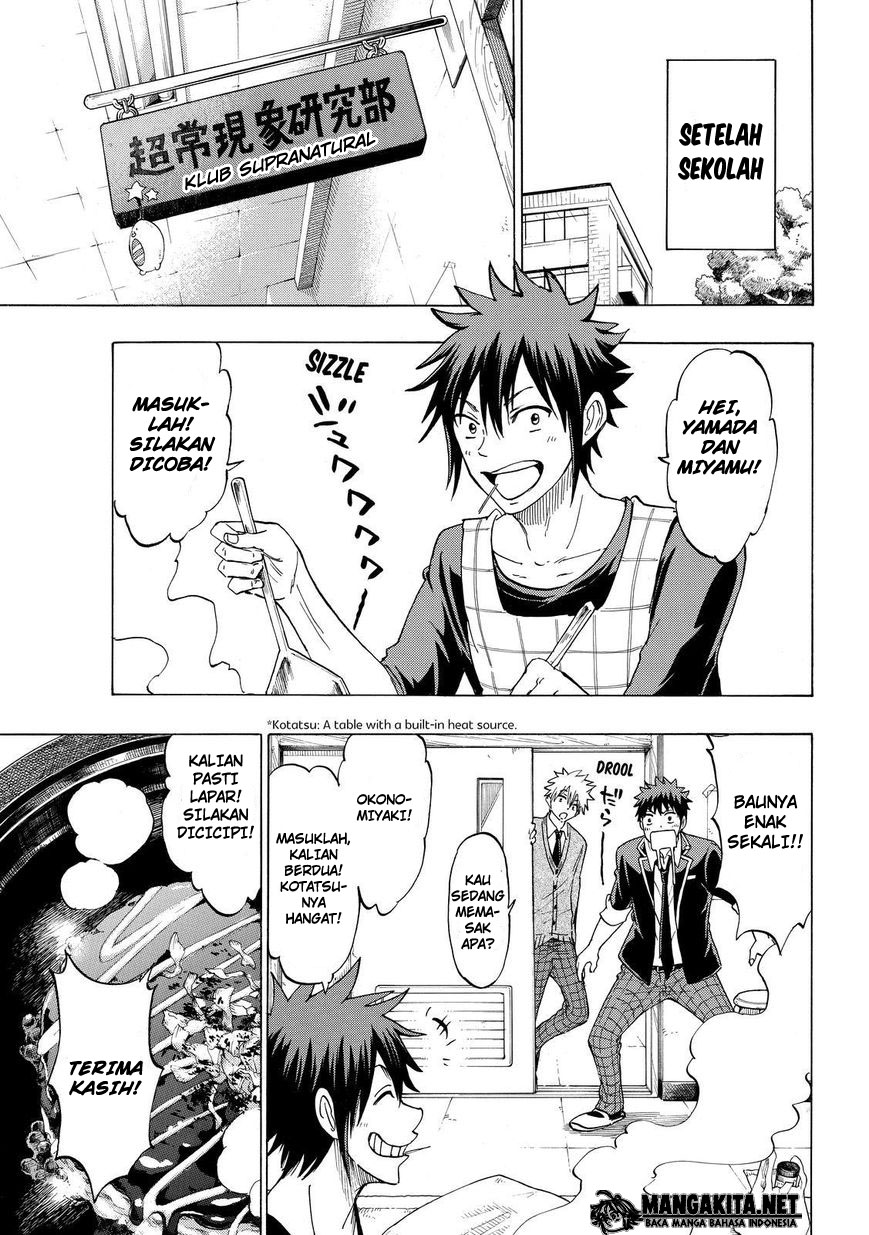 SETELAH
SEKOLAH
超常現象研究部
KLUB SUPRANATURAL
HEI,
YAMADA
DAN
MIYAMU!
SIZZLE
ジュワワワワー
MASUK-
LAH!
SILAKAN
DICOBA!
*Kotatsu: A table with a built-in heat source.
BAUNYA
ENAK
SEKALI!!
DROOL
だら
KAU
SEDANG
MEMA-
SAK
APA?
OKONO-
MIYAKI!
MASUKLAH,
KALIAN
BERDUA!
KOTATSU-
NYA
HANGAT!
KALIAN
PASTI
LAPAR!
SILAKAN
DICICIPI!
TERIMA
KASIH!
MANGAKITA.NET
BACA MANGA BAHASA INDONESIA